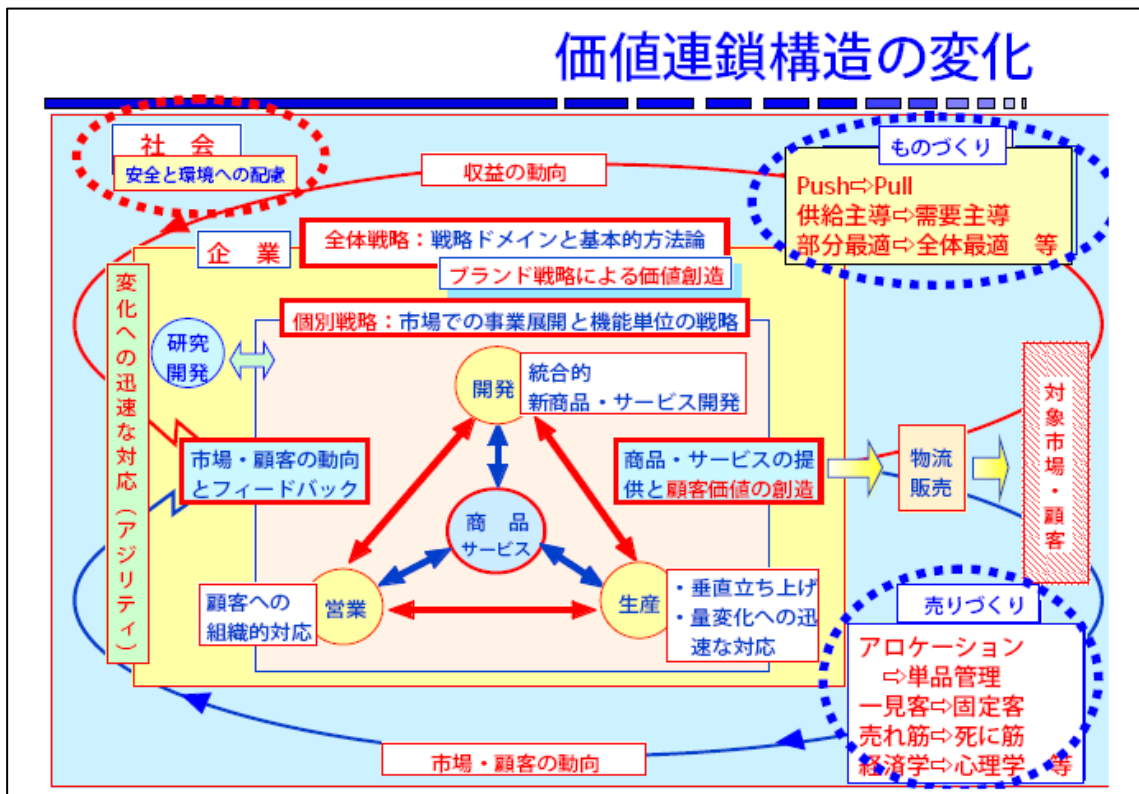 価値連鎖構造の変化
社　会
安全と環境への配慮
収益の動向
ものづくり
Push⇨Pull
供給主導⇨需要主導
部分最適⇨全体最適　等
企　業
全体戦略：戦略ドメインと基本的方法論
ブランド戦略による価値創造
個別戦略：市場での事業展開と機能単位の戦略
変化への迅速な対応（アジリティ）
研究
開発
開発
統合的
新商品・サービス開発
市場・顧客の動向
とフィードバック
商品・サービスの提
供と顧客価値の創造
物流
販売
対象市場・顧客
商　品
サービス
顧客への
組織的対応
営業
生産
・垂直立ち上げ
・量変化への迅
速な対応
売りづくり
アロケーション
⇨単品管理
一見客⇨固定客
売れ筋⇨死に筋
経済学⇨心理学　等
市場・顧客の動向